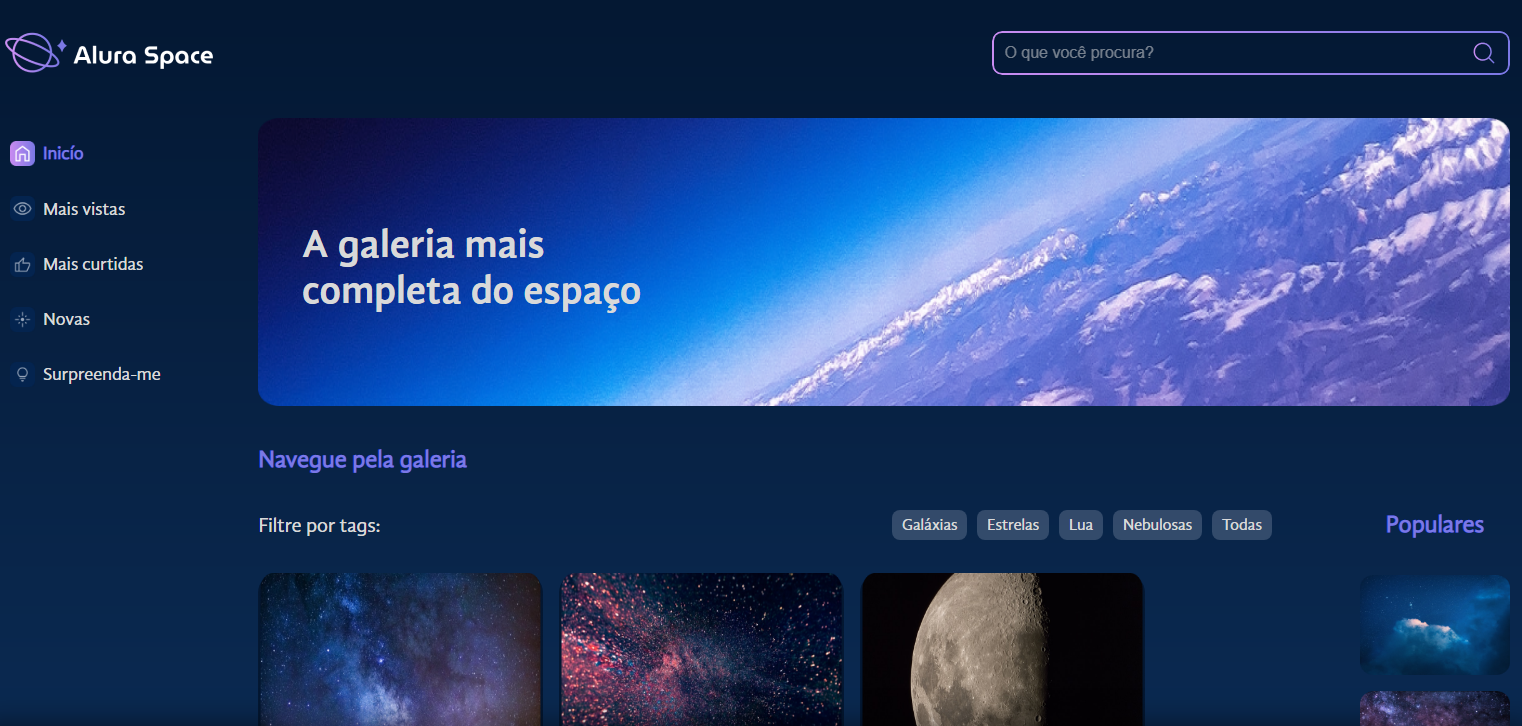 Alura Space
O que você procura?
Inicío
Mais vistas
Mais curtidas
Novas
Surpreenda-me
A galeria mais
completa do espaço
Navegue pela galeria
Filtre por tags:
Galáxias
Estrelas
Lua
Nebulosas
Todas
Populares